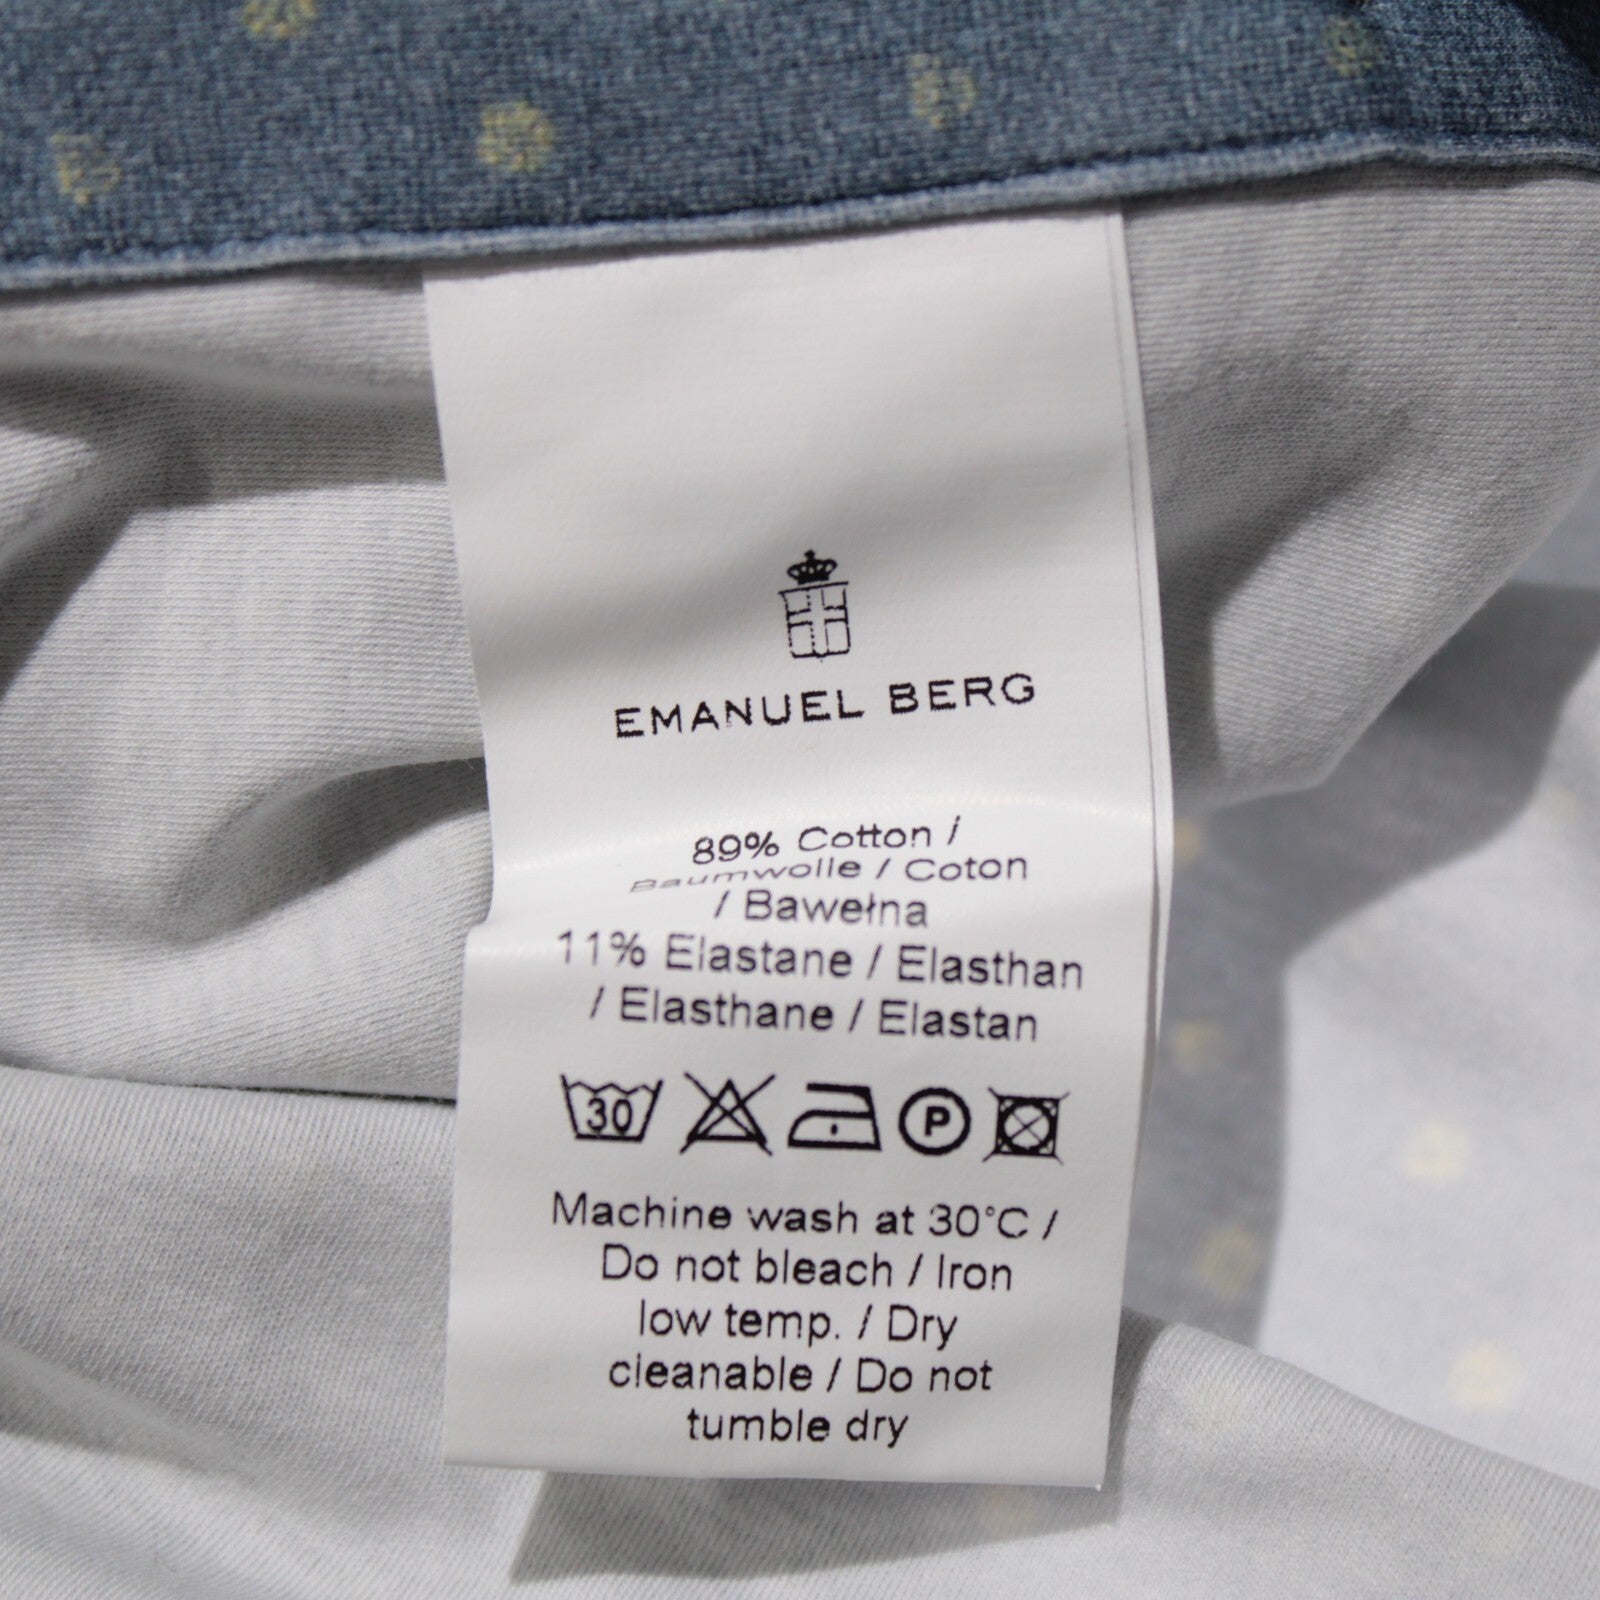 EMANUEL BERG
89% Cotton /
Baumwolle / Coton
/ Bawełna
11% Elastane / Elasthan
/ Elasthane / Elastan
30
P
Machine wash at 30°C /
Do not bleach / Iron
low temp. / Dry
cleanable / Do not
tumble dry